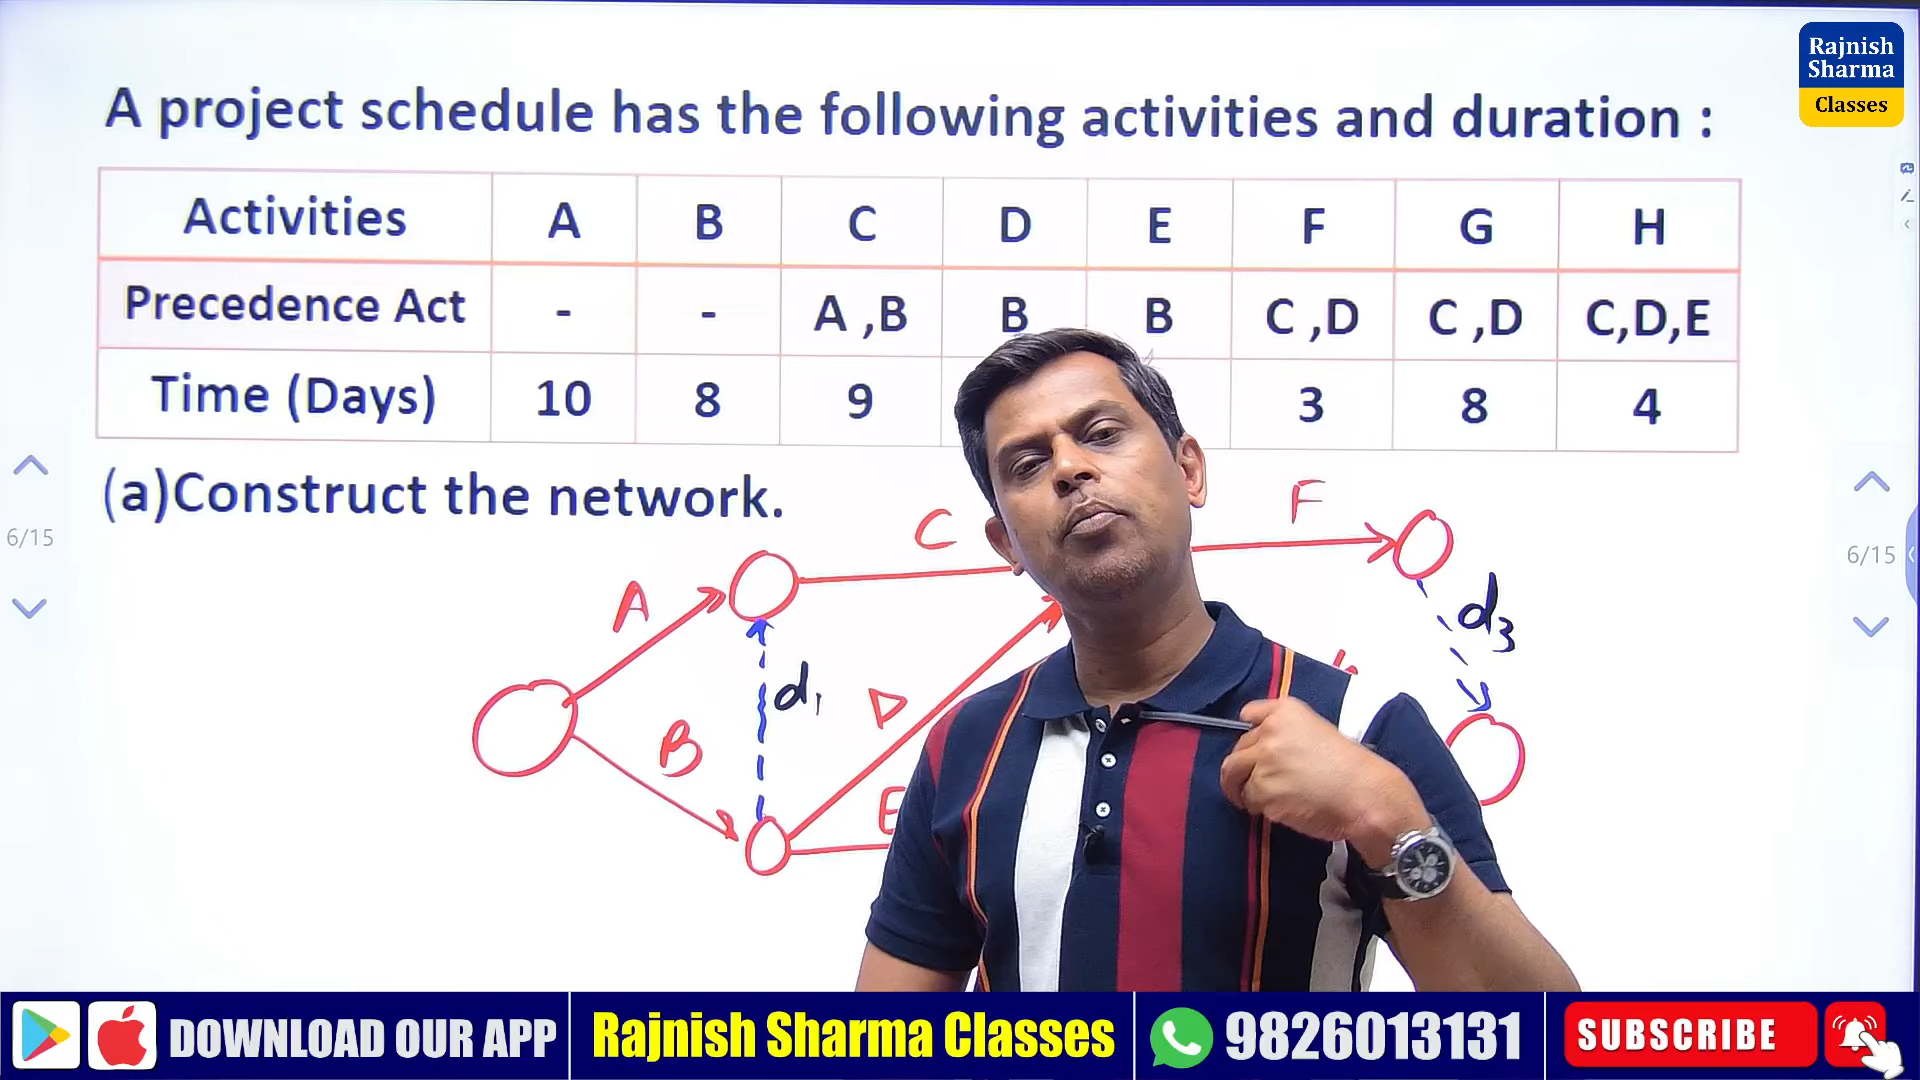 Rajnish
Sharma
Classes
A project schedule has the following activities and duration :
Activities A B C D E F G H
Precedence Act - - A ,B B B C ,D C ,D C,D,E
Time (Days) 10 8 9 3 8 4
(a)Construct the network.
6/15
6/15
C
F
A
d₃
d₁
D
B
E
DOWNLOAD OUR APP
Rajnish Sharma Classes
9826013131
SUBSCRIBE